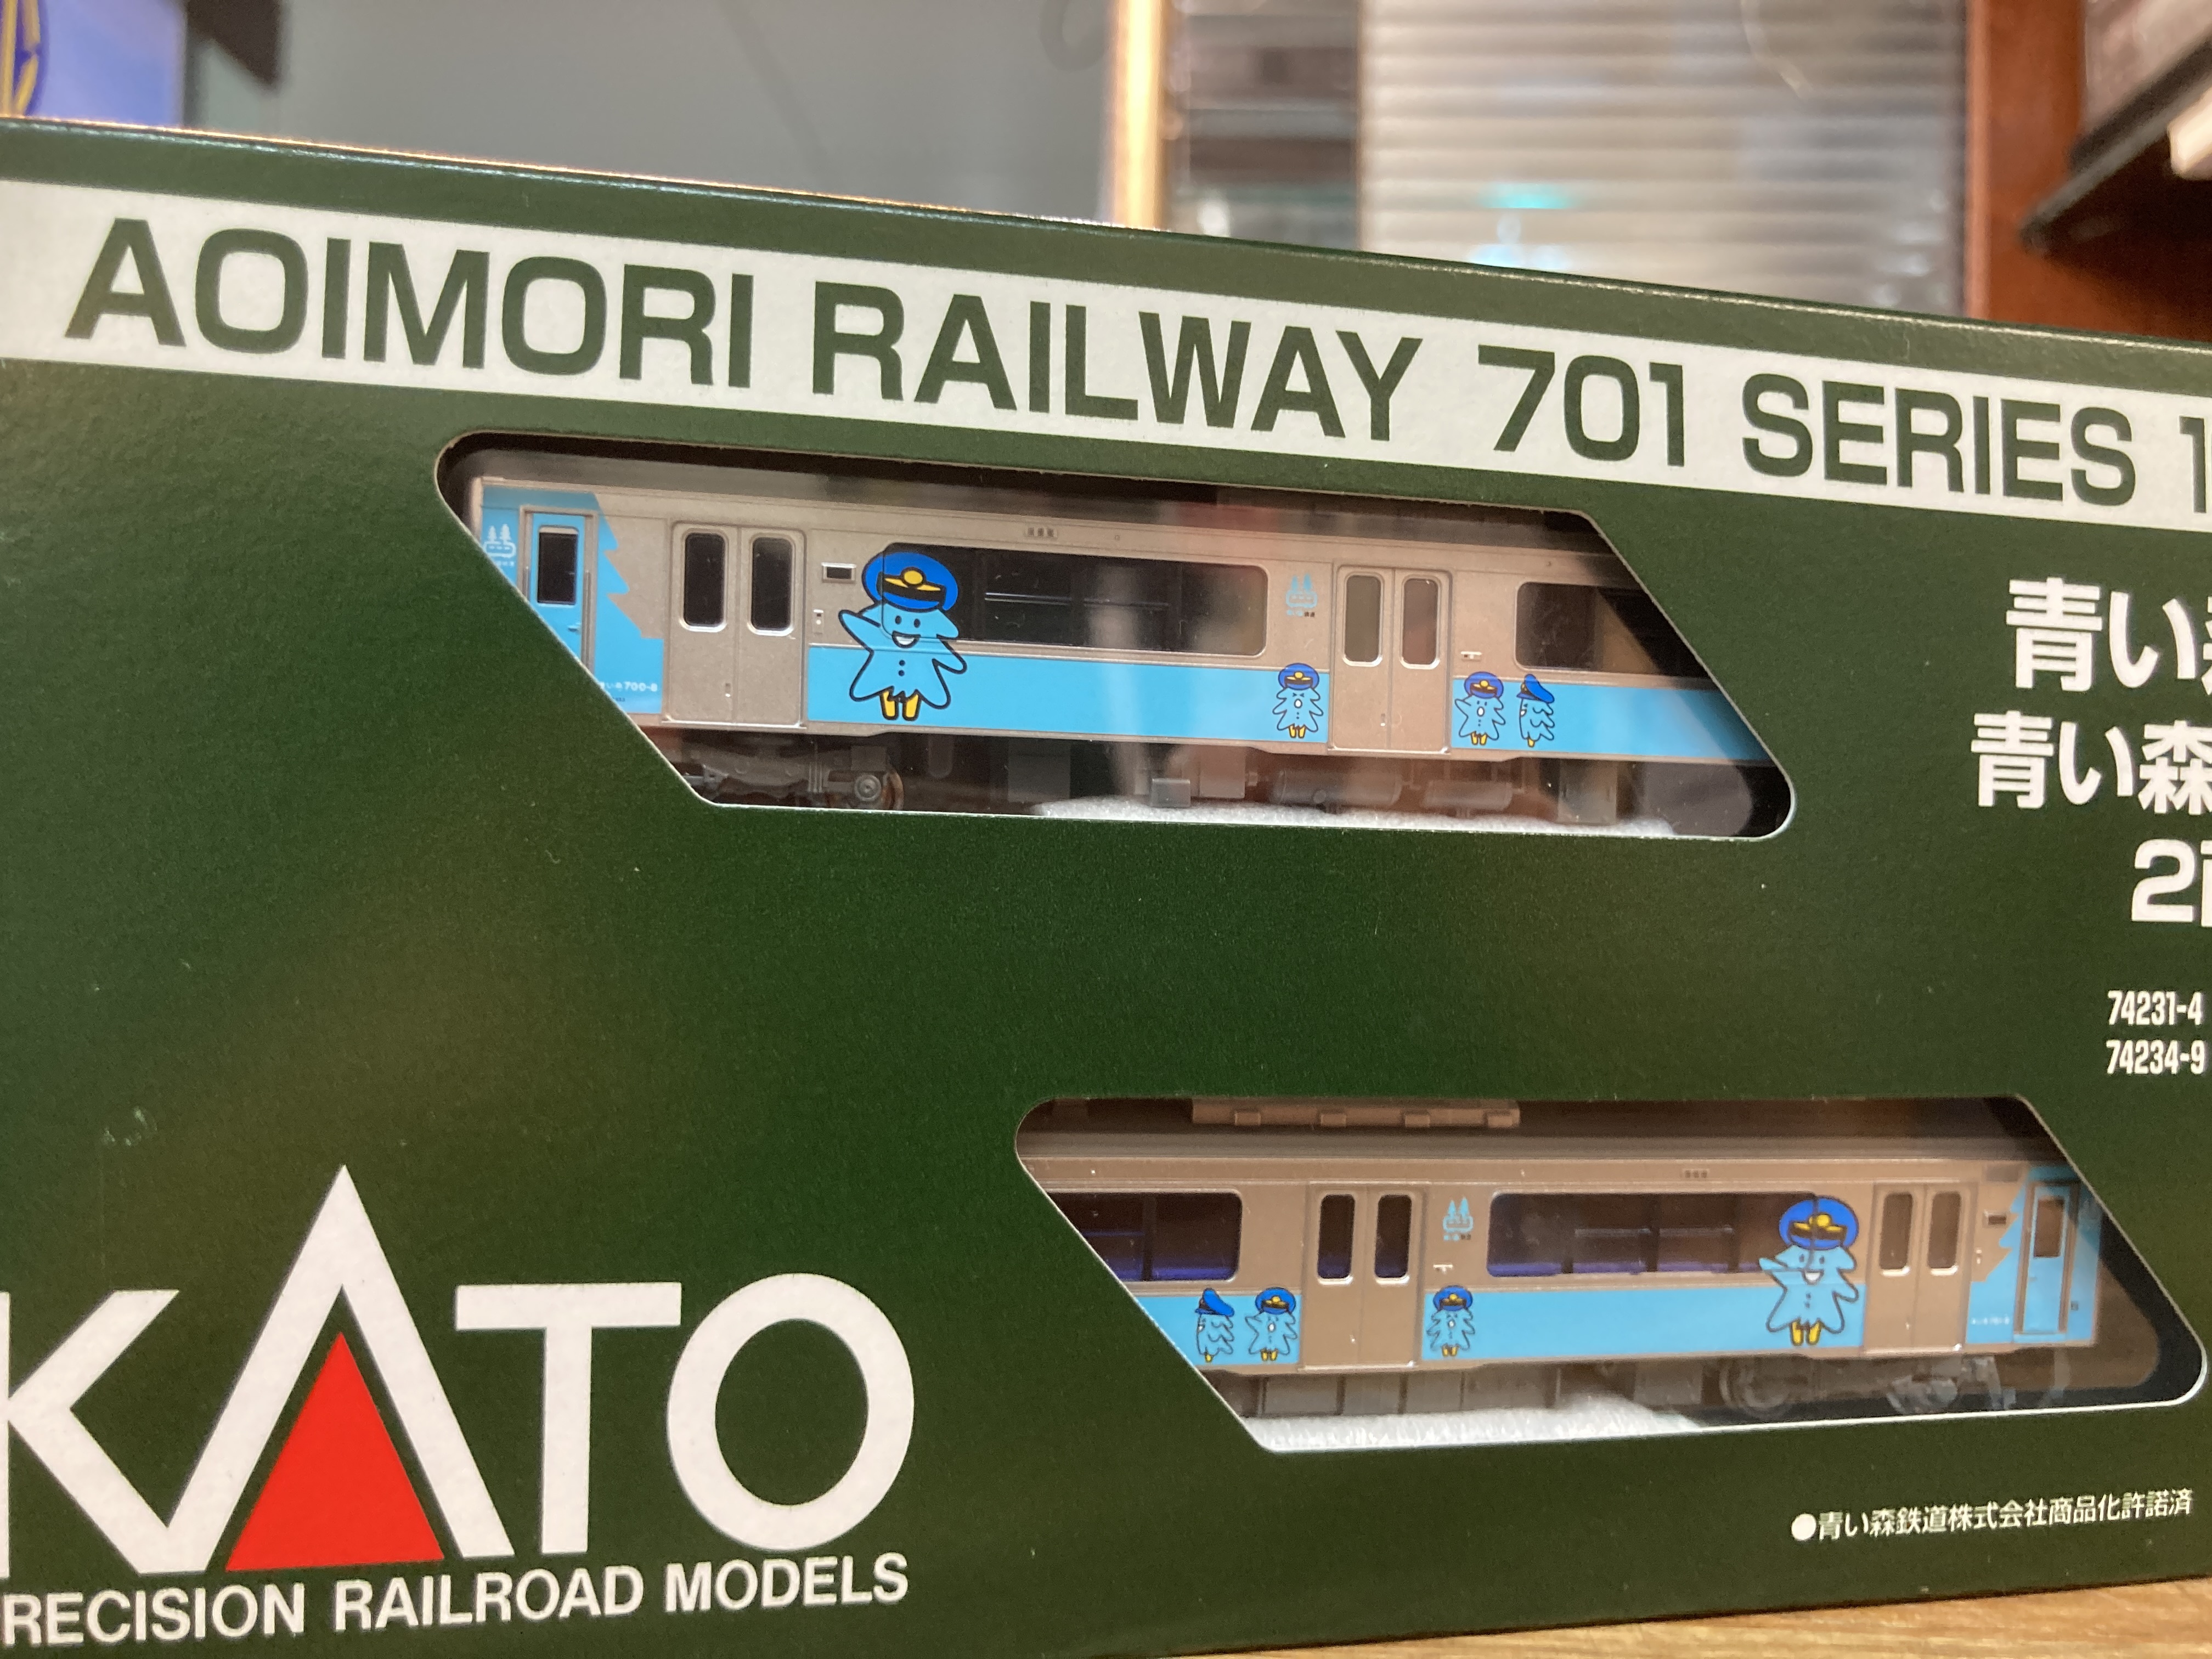 AOIMORI RAILWAY 701 SERIES 1
青い
青い森
2両
74231-4
74234-9
KATO
RECISION RAILROAD MODELS
●青い森鉄道株式会社商品化許諾済